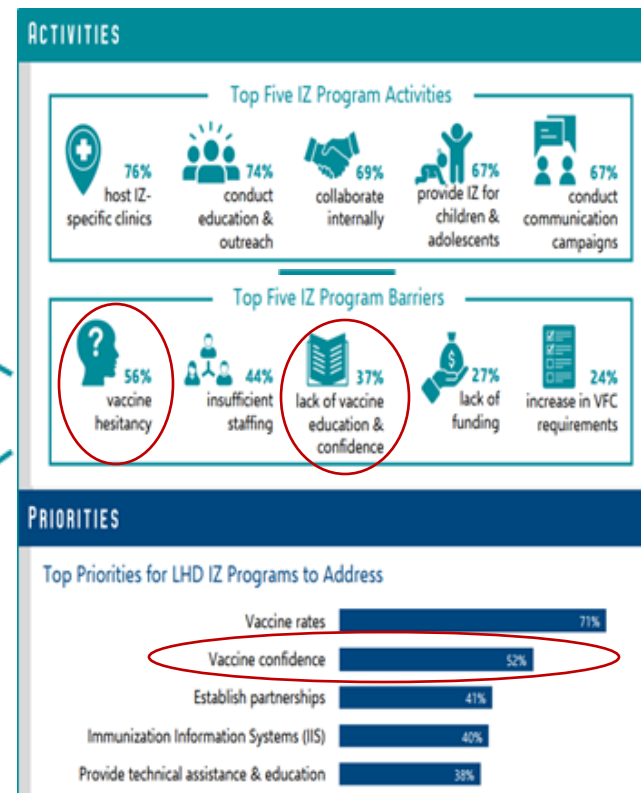 ACTIVITIES
Top Five IZ Program Activities
76%
host IZ-
specific clinics
74%
conduct
education &
outreach
69%
collaborate
internally
67%
provide IZ for
children &
adolescents
67%
conduct
communication
campaigns
Top Five IZ Program Barriers
?
56%
vaccine
hesitancy
44%
insufficient
staffing
37%
lack of vaccine
education &
confidence
$
27%
lack of
funding
24%
increase in VFC
requirements
PRIORITIES
Top Priorities for LHD IZ Programs to Address
Vaccine rates 71%
Vaccine confidence 52%
Establish partnerships 41%
Immunization Information Systems (IIS) 40%
Provide technical assistance & education 38%